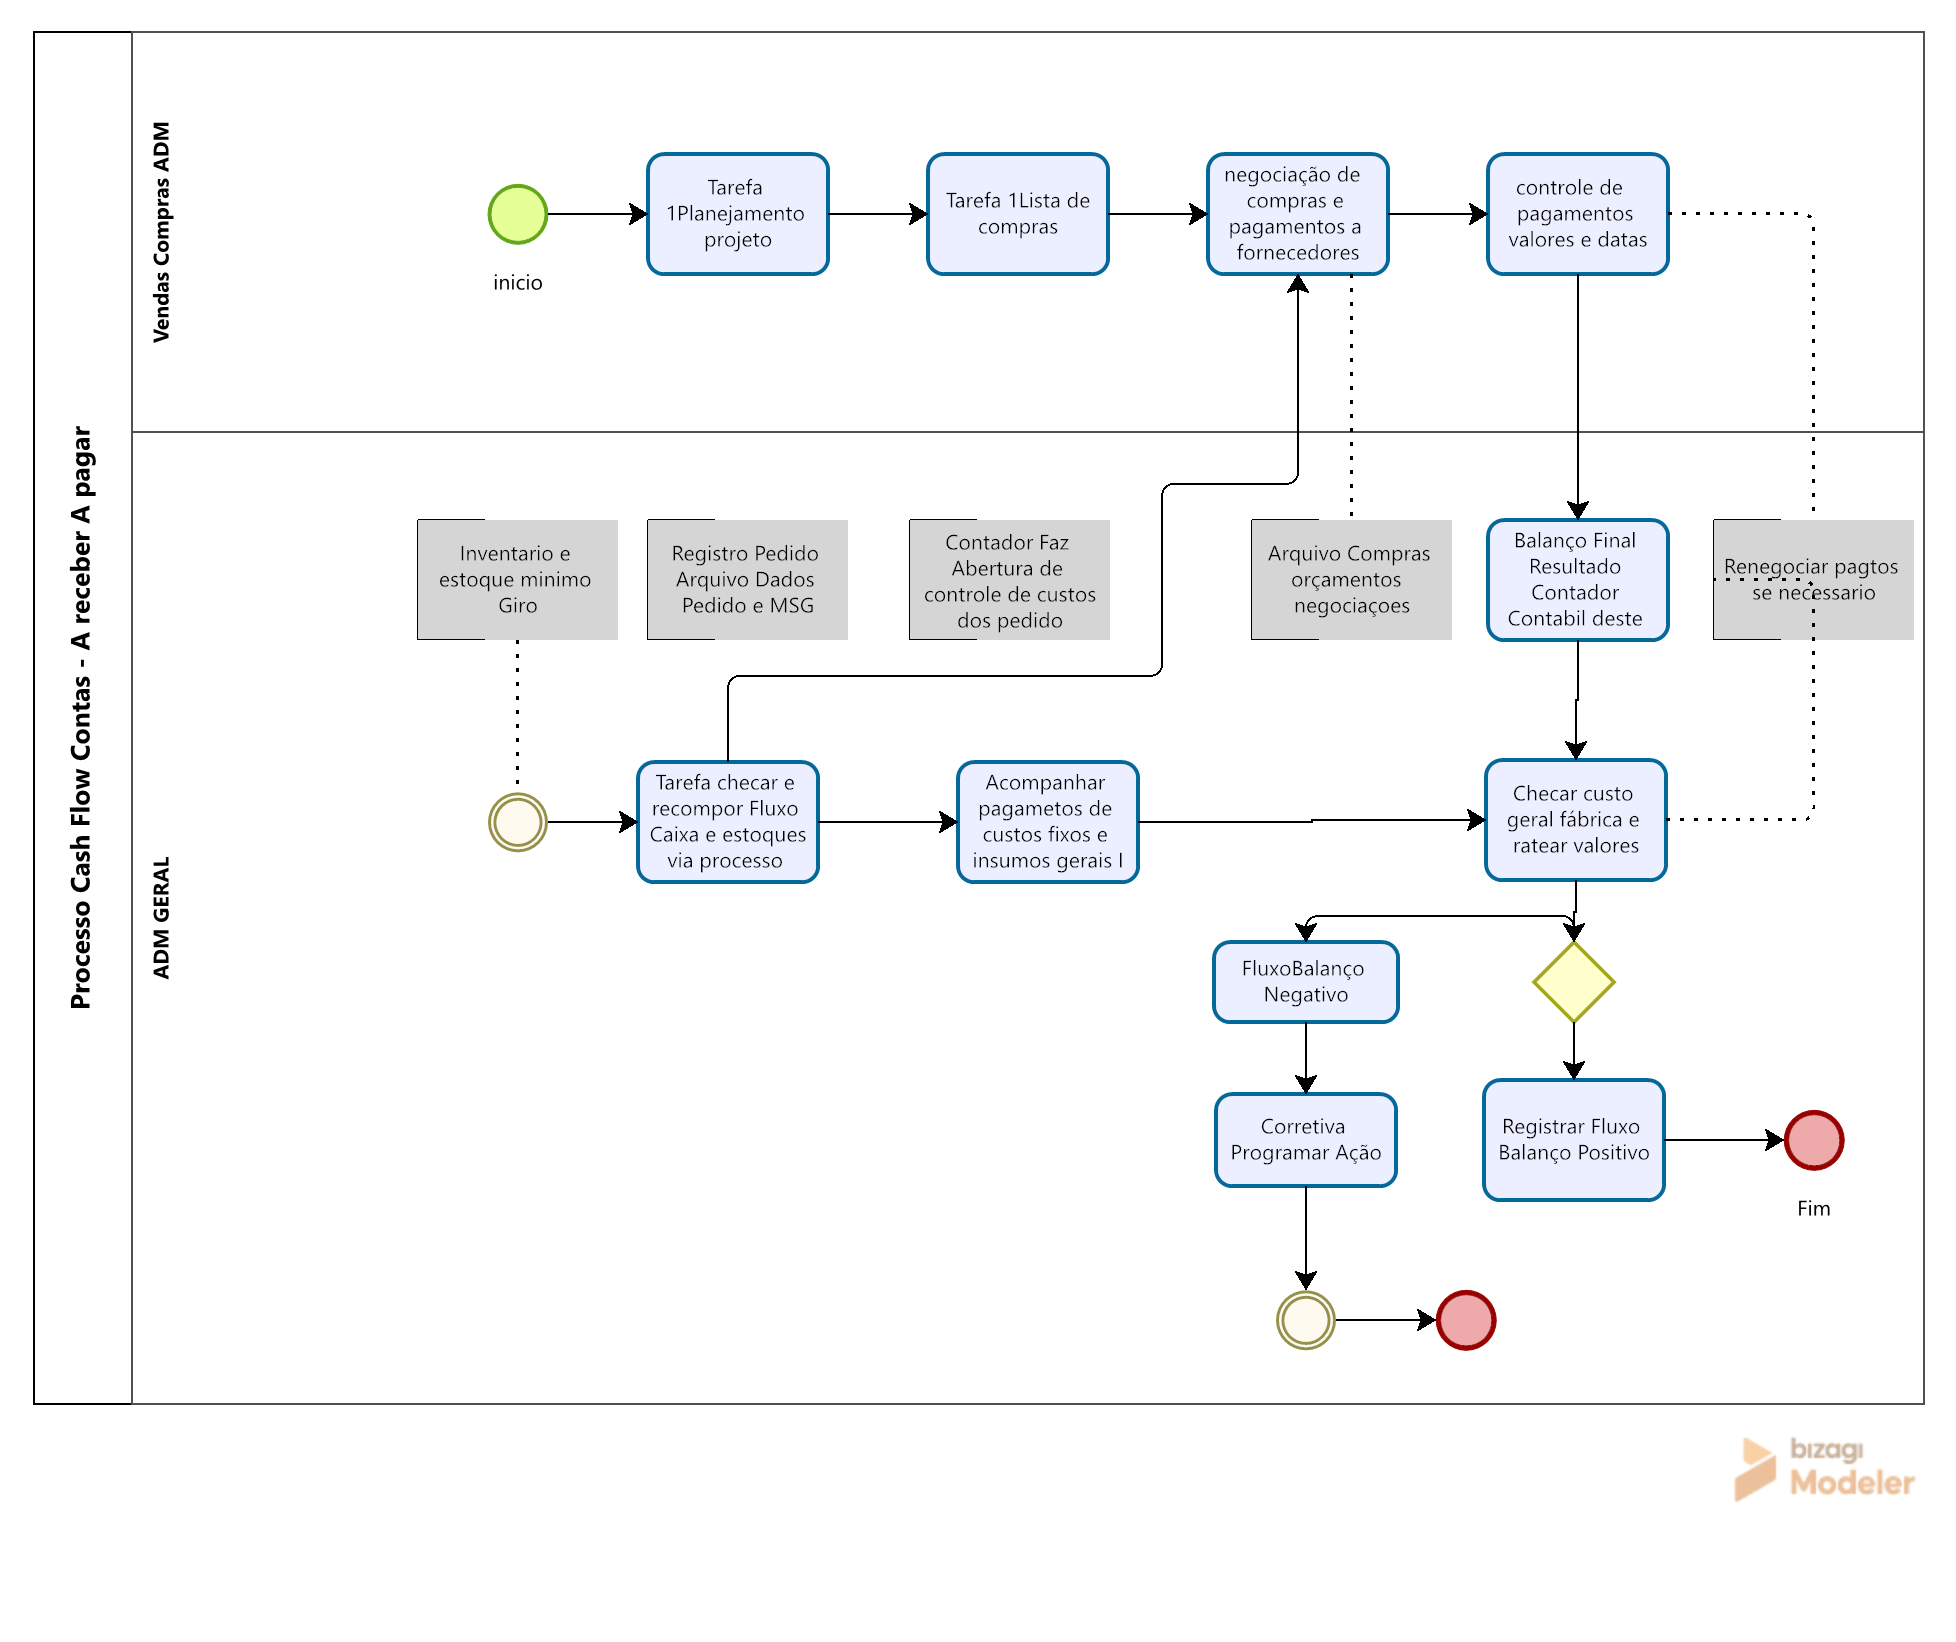 Processo Cash Flow Contas - A receber A pagar
Vendas Compras ADM
inicio
Tarefa
1Planejamento
projeto
Tarefa 1Lista de
compras
negociação de
compras e
pagamentos a
fornecedores
controle de
pagamentos
valores e datas
ADM GERAL
Inventario e
estoque minimo
Giro
Registro Pedido
Arquivo Dados
Pedido e MSG
Contador Faz
Abertura de
controle de custos
dos pedido
Arquivo Compras
orçamentos
negociaçoes
Balanço Final
Resultado
Contador
Contabil deste
Renegociar pagtos
se necessario
Tarefa checar e
recompor Fluxo
Caixa e estoques
via processo
Acompanhar
pagametos de
custos fixos e
insumos gerais I
Checar custo
geral fábrica e
ratear valores
FluxoBalanço
Negativo
Corretiva
Programar Ação
Registrar Fluxo
Balanço Positivo
Fim
bizagi
Modeler